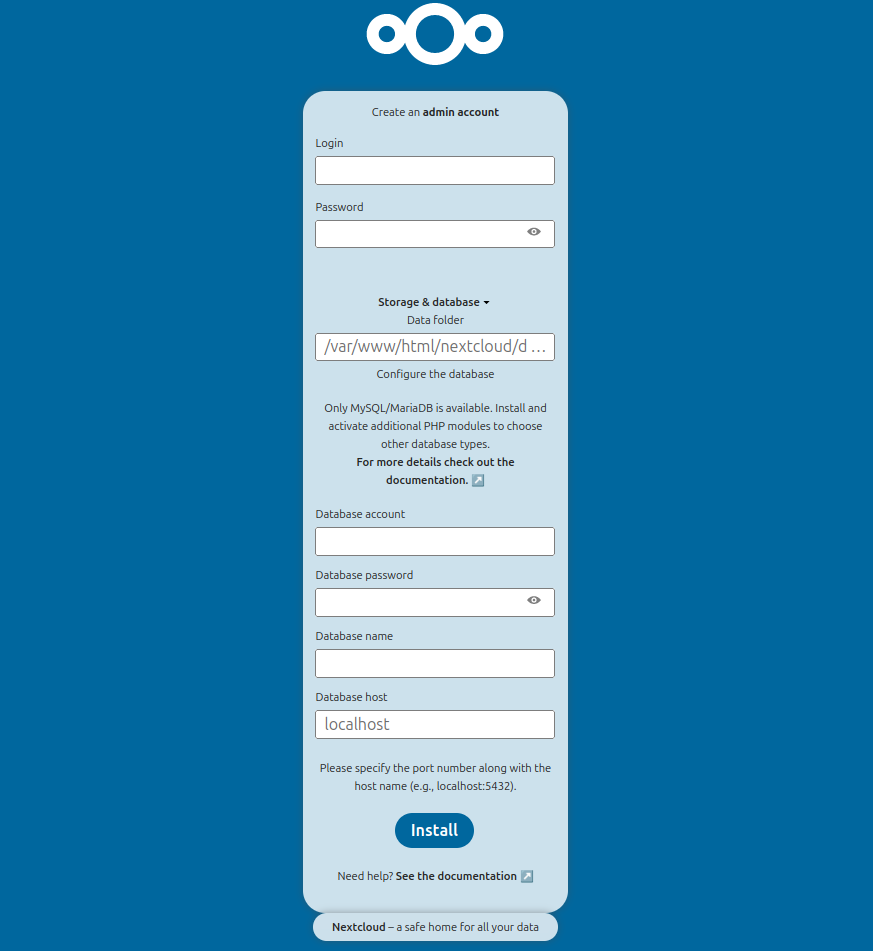 Create an admin account
Login
Password
Storage & database
Data folder
/var/www/html/nextcloud/d ...
Configure the database
Only MySQL/MariaDB is available. Install and
activate additional PHP modules to choose
other database types.
For more details check out the
documentation. ↗
Database account
Database password
Database name
Database host
localhost
Please specify the port number along with the
host name (e.g., localhost:5432).
Install
Need help? See the documentation ↗
Nextcloud – a safe home for all your data